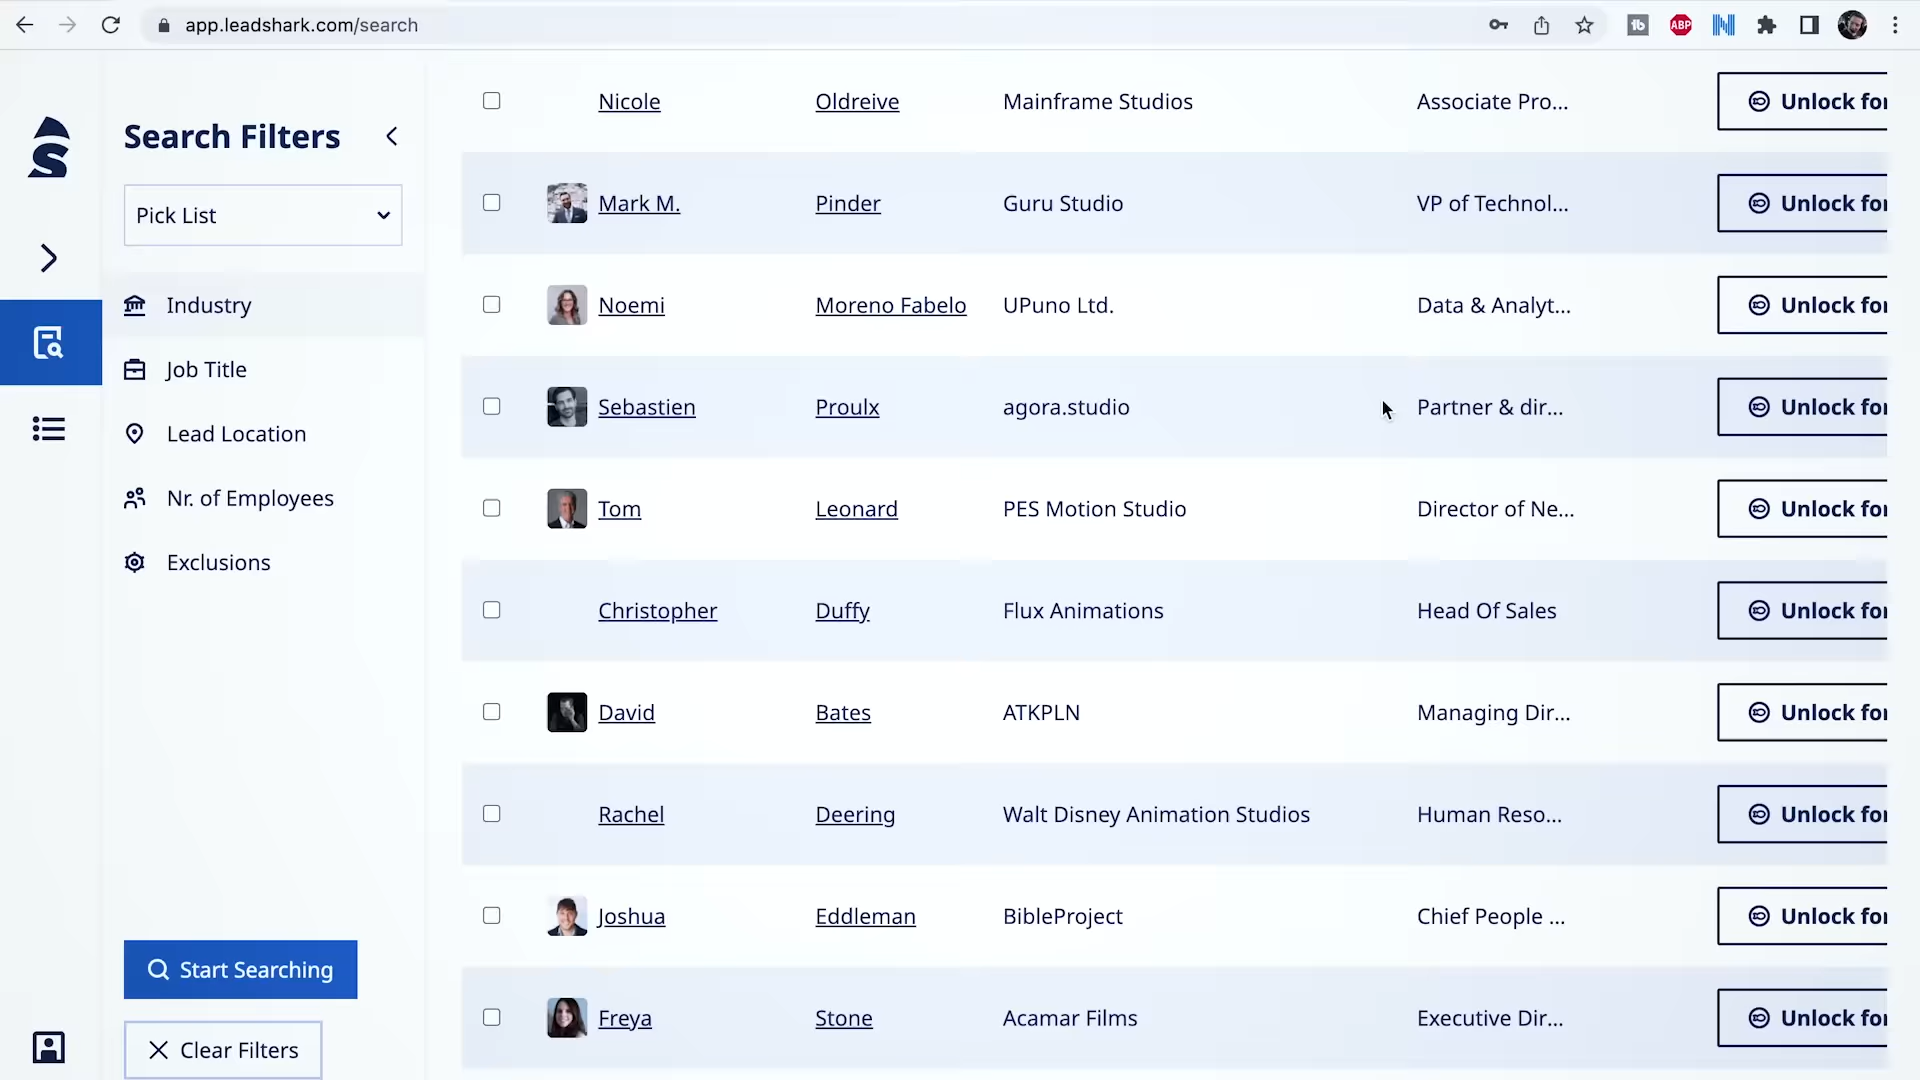 app.leadshark.com/search
Search Filters
Pick List
Industry
Job Title
Lead Location
Nr. of Employees
Exclusions
Start Searching
Clear Filters
Nicole Oldreive Mainframe Studios Associate Pro... Unlock for
Mark M. Pinder Guru Studio VP of Technol... Unlock for
Noemi Moreno Fabelo UPuno Ltd. Data & Analyt... Unlock for
Sebastien Proulx agora.studio Partner & dir... Unlock for
Tom Leonard PES Motion Studio Director of Ne... Unlock for
Christopher Duffy Flux Animations Head Of Sales Unlock for
David Bates ATKPLN Managing Dir... Unlock for
Rachel Deering Walt Disney Animation Studios Human Reso... Unlock for
Joshua Eddleman BibleProject Chief People ... Unlock for
Freya Stone Acamar Films Executive Dir... Unlock for
tb
ABP